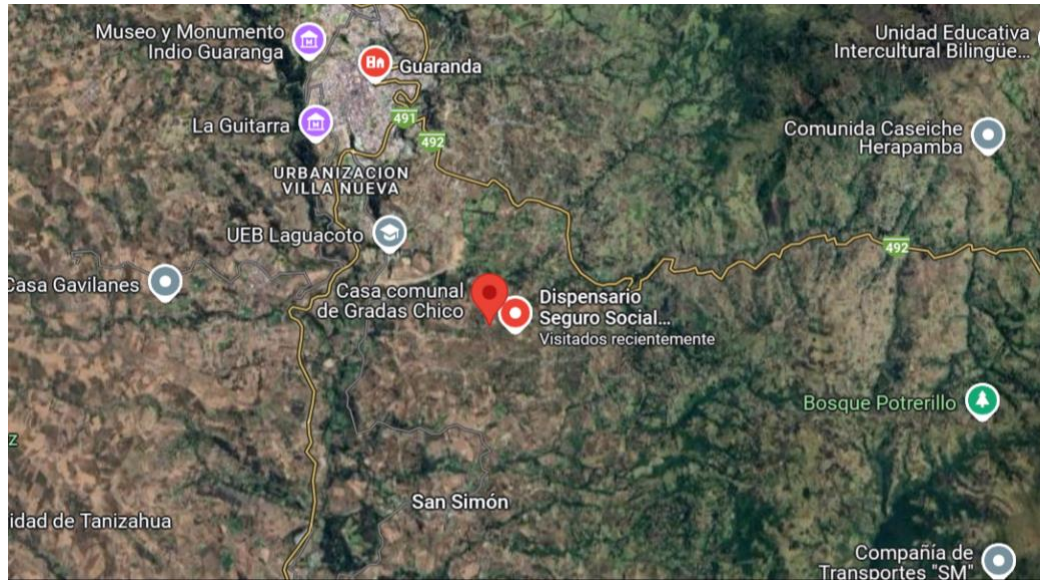 Museo y Monumento
Indio Guaranga
Guaranda
Unidad Educativa
Intercultural Bilingüe...
La Guitarra
491
492
Comunida Caseiche
Herapamba
URBANIZACION
VILLA NUEVA
UEB Laguacoto
492
Casa Gavilanes
Casa comunal
de Gradas Chico
Dispensario
Seguro Social...
Visitados recientemente
Bosque Potrerillo
z
San Simón
idad de Tanizahua
Compañía de
Transportes "SM"